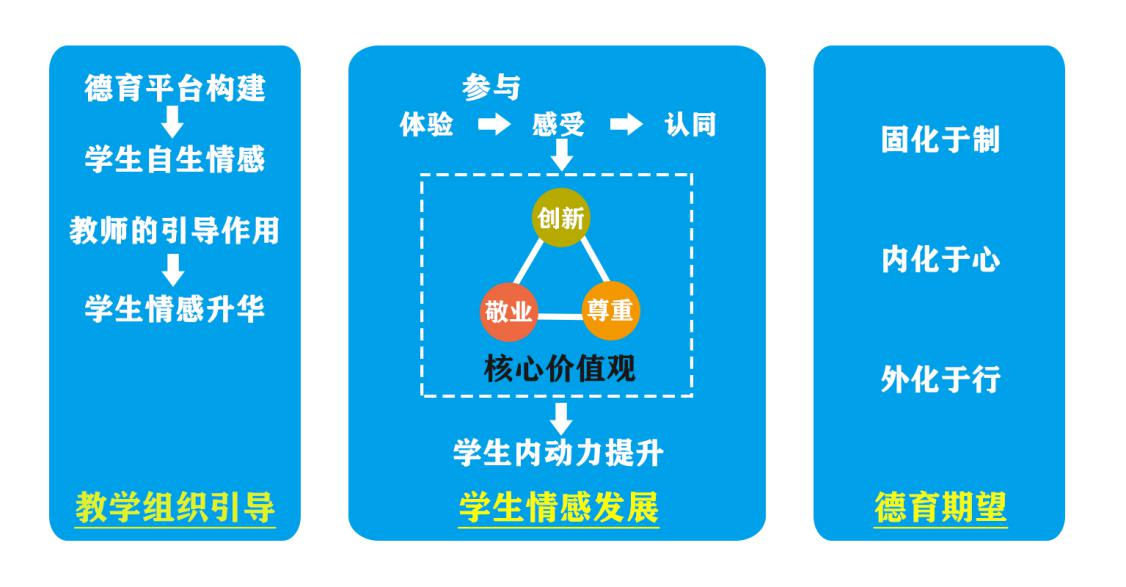 德育平台构建
学生自生情感
教师的引导作用
学生情感升华
教学组织引导
参与
体验 感受 认同
创新
敬业 尊重
核心价值观
学生内动力提升
学生情感发展
固化于制
内化于心
外化于行
德育期望